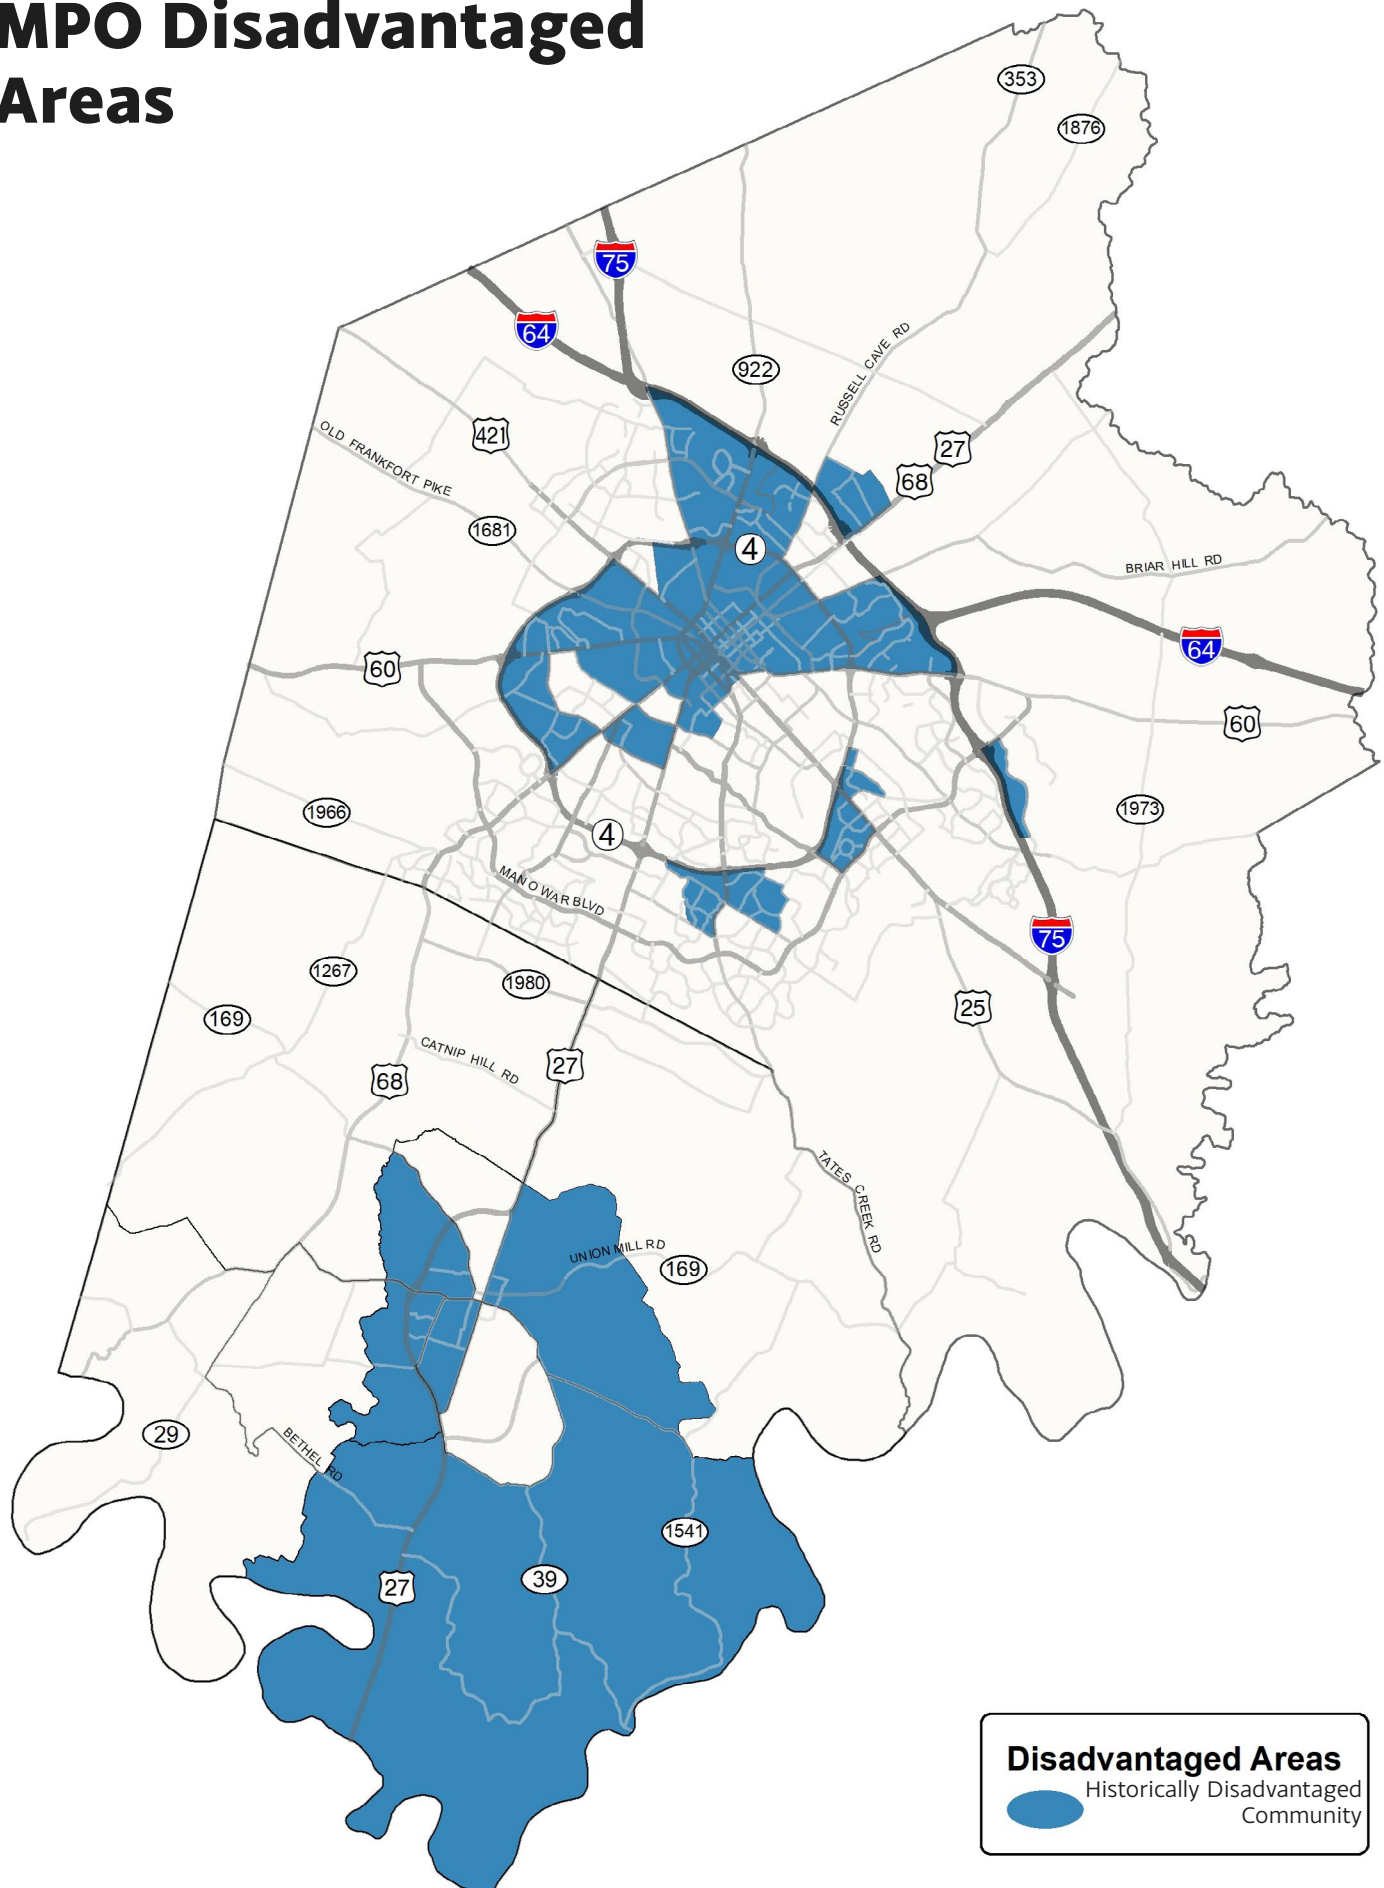 MPO Disadvantaged
Areas
353
1876
75
64
922
RUSSELL CAVE RD
421
27
68
OLD FRANKFORT PIKE
1681
4
BRIAR HILL RD
64
60
60
1966
1973
4
MAN O WAR BLVD
75
1267
1980
169
25
CATNIP HILL RD
27
68
TATES CREEK RD
UNION MILL RD
169
29
BETHEL RD
1541
39
27
Disadvantaged Areas
Historically Disadvantaged
Community